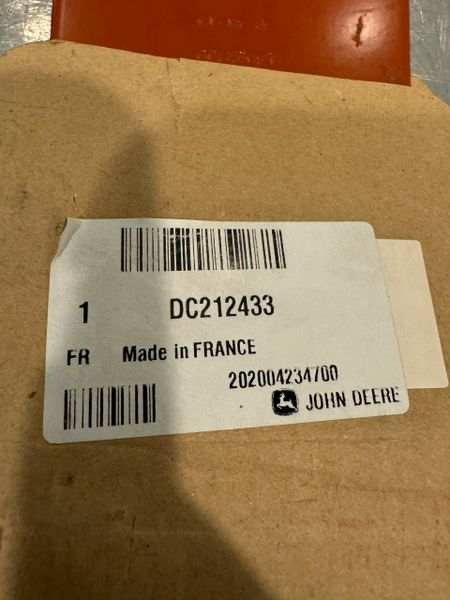 1 DC212433
FR Made in FRANCE
202004234700
JOHN DEERE